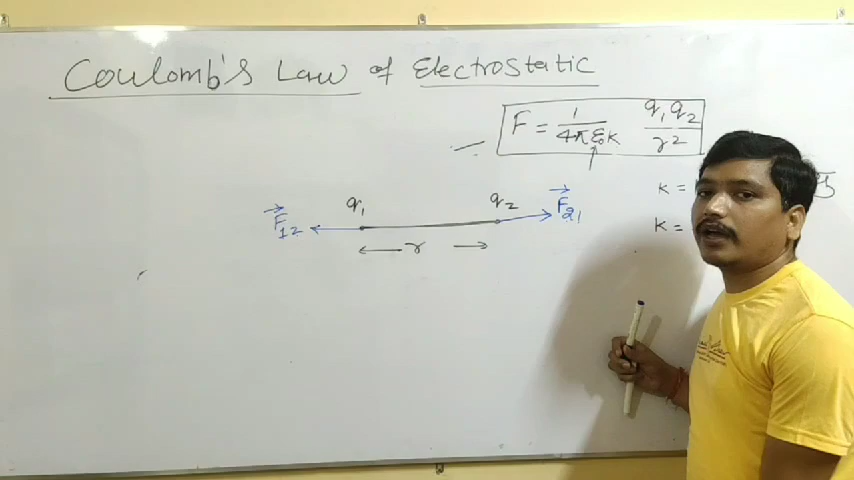 Coulomb's Law of Electrostatic
F = 1/4πε₀K q₁q₂/r²
K =
K =
q₁ q₂
F₁₂ F₂₁
r